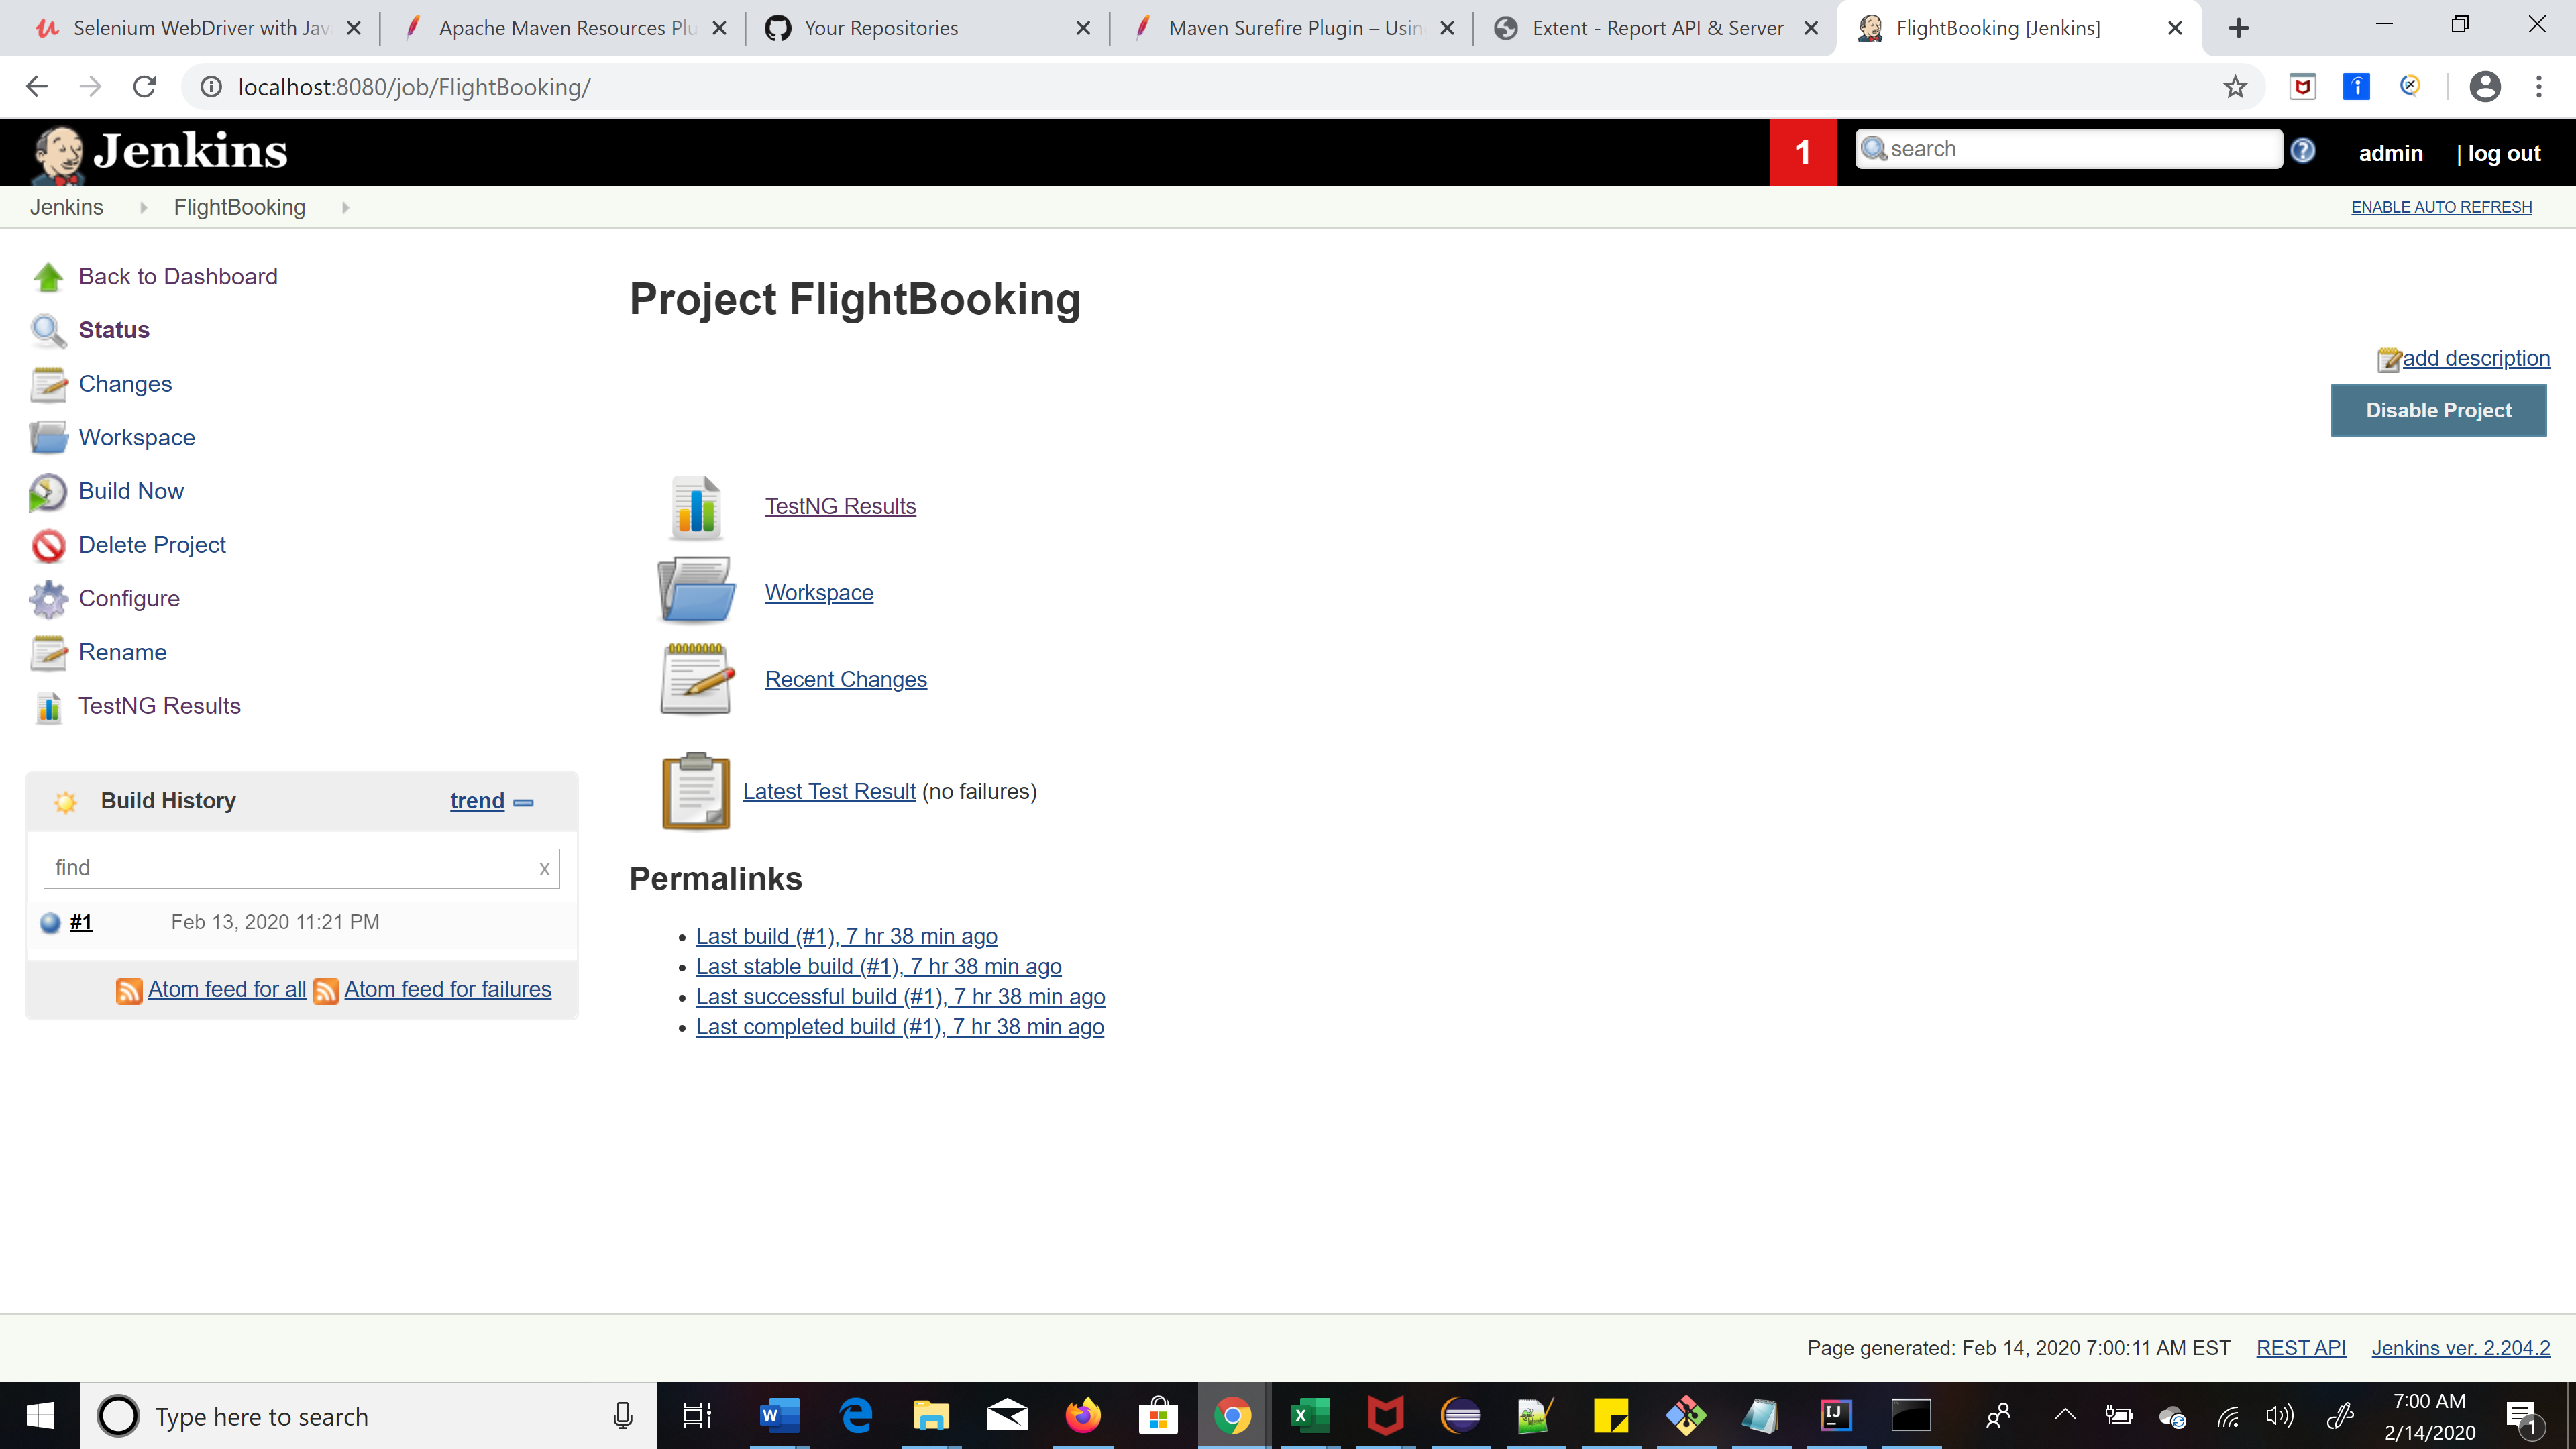 Selenium WebDriver with Jav
Apache Maven Resources Plu
Your Repositories
Maven Surefire Plugin – Usin
Extent - Report API & Server
FlightBooking [Jenkins]
localhost:8080/job/FlightBooking/
Jenkins
1
search
admin
| log out
Jenkins
FlightBooking
ENABLE AUTO REFRESH
Back to Dashboard
Status
Changes
Workspace
Build Now
Delete Project
Configure
Rename
TestNG Results
Build History
trend
find
x
#1
Feb 13, 2020 11:21 PM
Atom feed for all
Atom feed for failures
Project FlightBooking
add description
Disable Project
TestNG Results
Workspace
Recent Changes
Latest Test Result (no failures)
Permalinks
Last build (#1), 7 hr 38 min ago
Last stable build (#1), 7 hr 38 min ago
Last successful build (#1), 7 hr 38 min ago
Last completed build (#1), 7 hr 38 min ago
Page generated: Feb 14, 2020 7:00:11 AM EST
REST API
Jenkins ver. 2.204.2
Type here to search
7:00 AM
2/14/2020
1